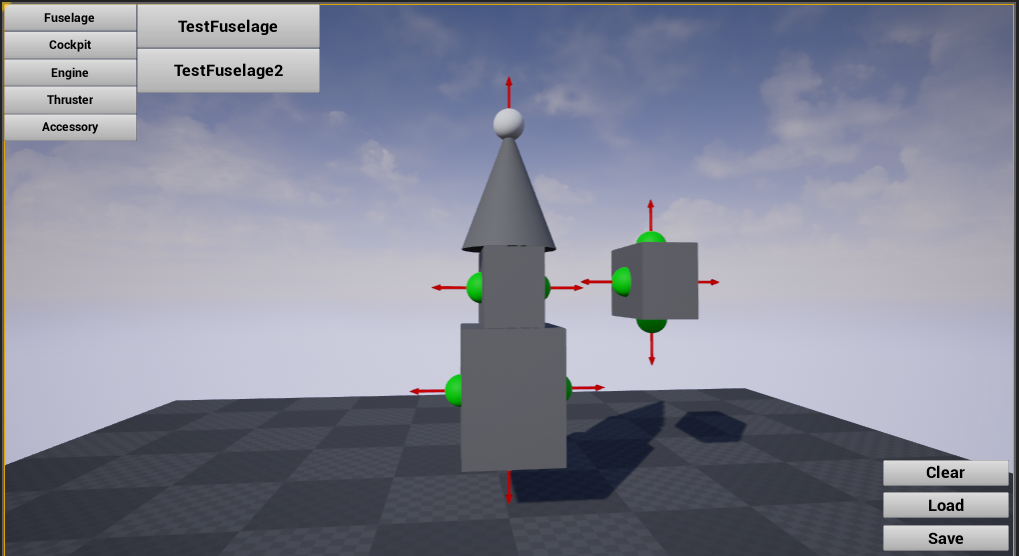 Fuselage
Cockpit
Engine
Thruster
Accessory
TestFuselage
TestFuselage2
Clear
Load
Save